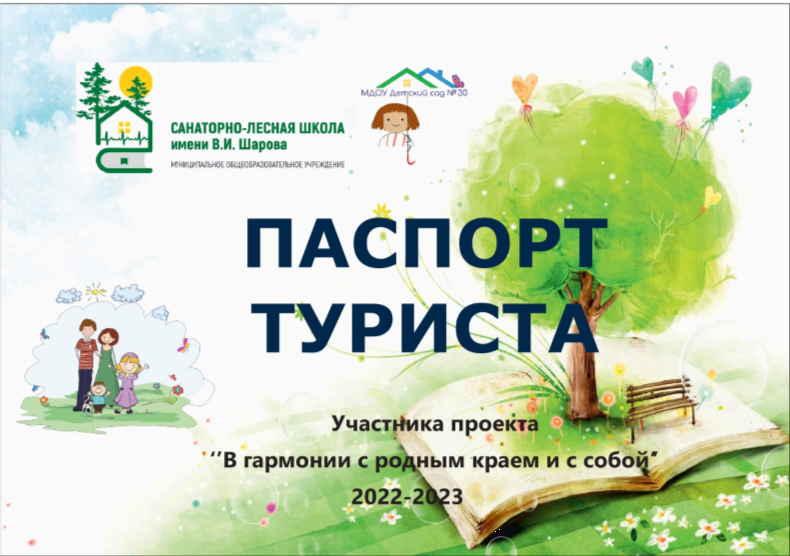 САНАТОРНО-ЛЕСНАЯ ШКОЛА
имени В.И. Шарова
МУНИЦИПАЛЬНОЕ ОБЩЕОБРАЗОВАТЕЛЬНОЕ УЧРЕЖДЕНИЕ
МДОУ Детский сад №30
ПАСПОРТ
ТУРИСТА
Участника проекта
‘’В гармонии с родным краем и с собой”
2022-2023